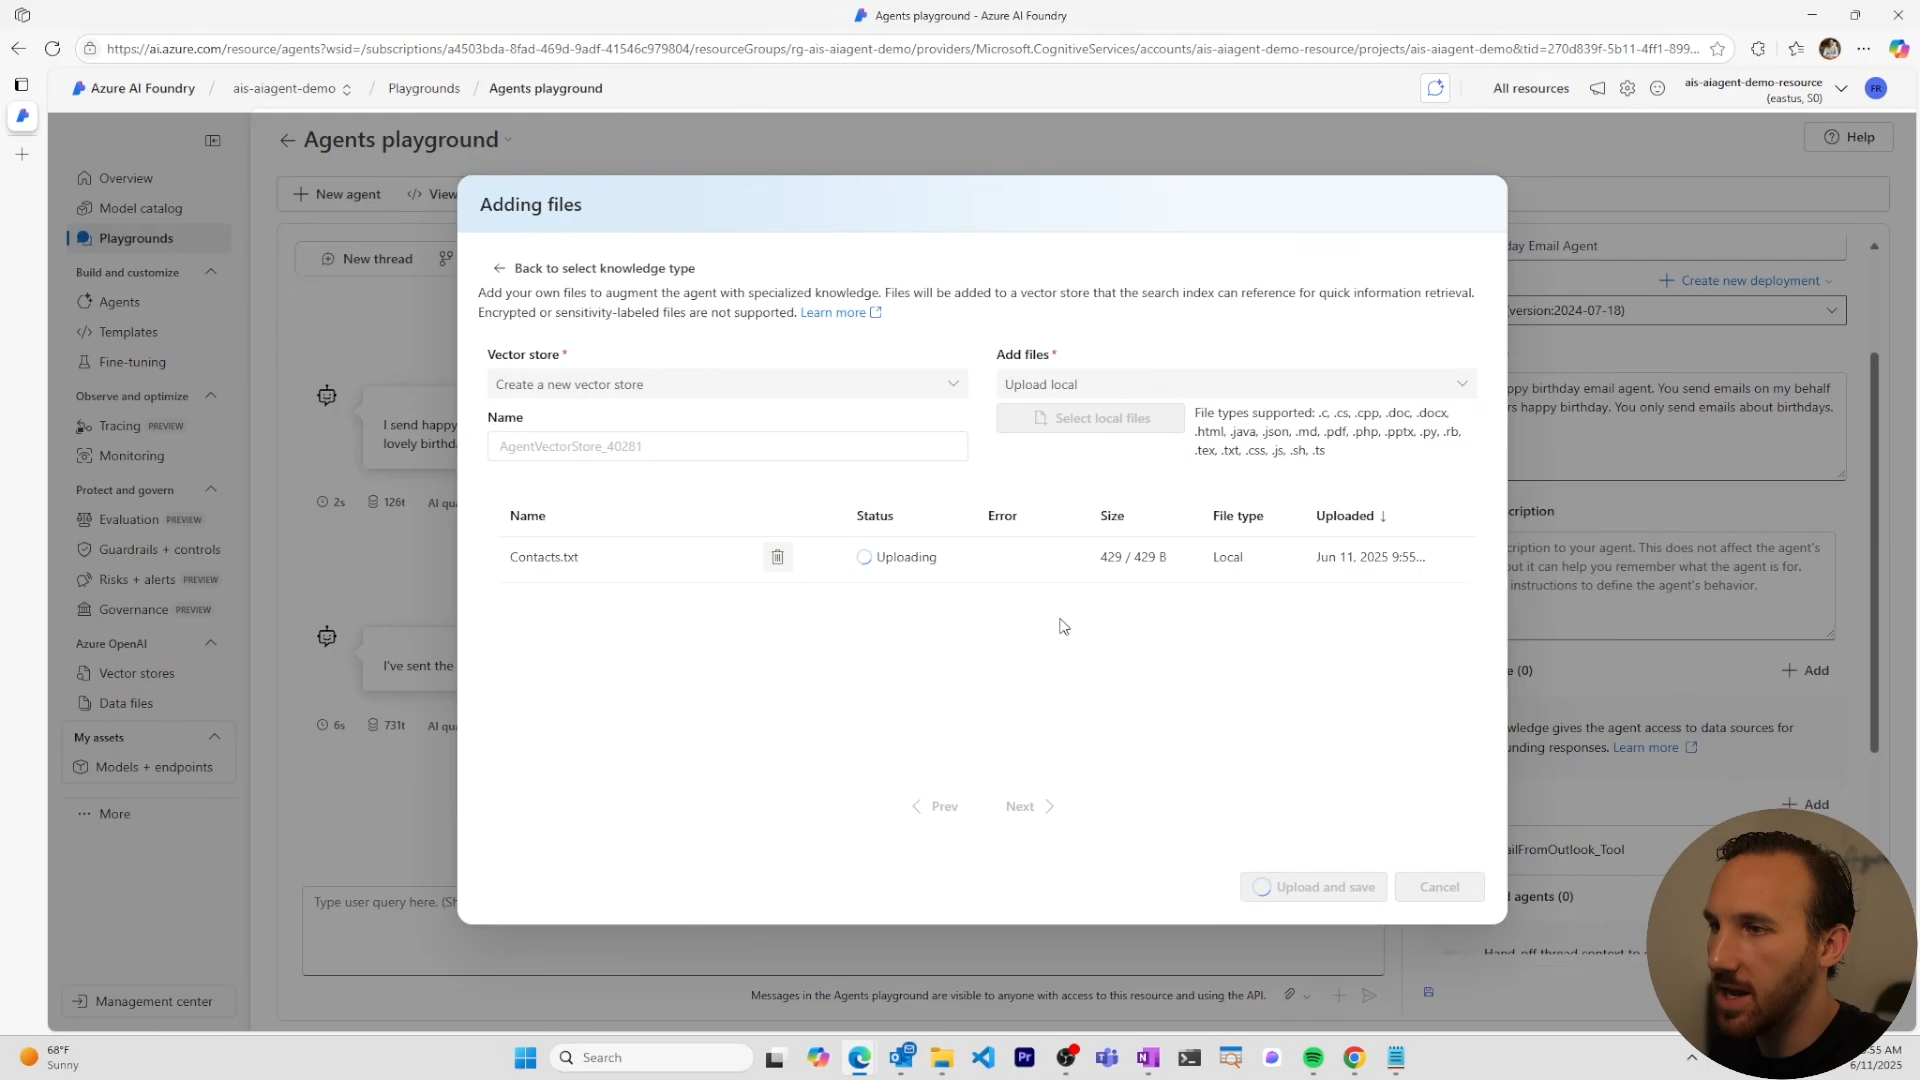 Agents playground - Azure AI Foundry
https://ai.azure.com/resource/agents?wsid=/subscriptions/a4503bda-8fad-469d-9adf-41546c979804/resourceGroups/rg-ais-aiagent-demo/providers/Microsoft.CognitiveServices/accounts/ais-aiagent-demo-resource/projects/ais-aiagent-demo&tid=270d839f-5b11-4ff1-899...
Azure AI Foundry / ais-aiagent-demo / Playgrounds / Agents playground
All resources
ais-aiagent-demo-resource
(eastus, S0)
FR
Agents playground
Help
Overview
Model catalog
Playgrounds
Build and customize
Agents
Templates
Fine-tuning
Observe and optimize
Tracing PREVIEW
Monitoring
Protect and govern
Evaluation PREVIEW
Guardrails + controls
Risks + alerts PREVIEW
Governance PREVIEW
Azure OpenAI
Vector stores
Data files
My assets
Models + endpoints
More
Management center
New agent
</> View
New thread
I send happy
lovely birthd
2s 126t AI qua
I've sent the
6s 731t AI qua
Type user query here. (Sh
Messages in the Agents playground are visible to anyone with access to this resource and using the API.
Adding files
Back to select knowledge type
Add your own files to augment the agent with specialized knowledge. Files will be added to a vector store that the search index can reference for quick information retrieval.
Encrypted or sensitivity-labeled files are not supported. Learn more
Vector store *
Create a new vector store
Name
AgentVectorStore_40281
Add files *
Upload local
Select local files
File types supported: .c, .cs, .cpp, .doc, .docx,
.html, .java, .json, .md, .pdf, .php, .pptx, .py, .rb,
.tex, .txt, .css, .js, .sh, .ts
Name Status Error Size File type Uploaded ↓
Contacts.txt Uploading 429 / 429 B Local Jun 11, 2025 9:55...
Prev Next
Upload and save
Cancel
day Email Agent
Create new deployment
(version:2024-07-18)
ppy birthday email agent. You send emails on my behalf
rs happy birthday. You only send emails about birthdays.
cription
cription to your agent. This does not affect the agent's
but it can help you remember what the agent is for.
instructions to define the agent's behavior.
e (0)
Add
wledge gives the agent access to data sources for
unding responses. Learn more
Add
ailFromOutlook_Tool
d agents (0)
Hand-off thread context to
68°F
Sunny
Search
:55 AM
6/11/2025